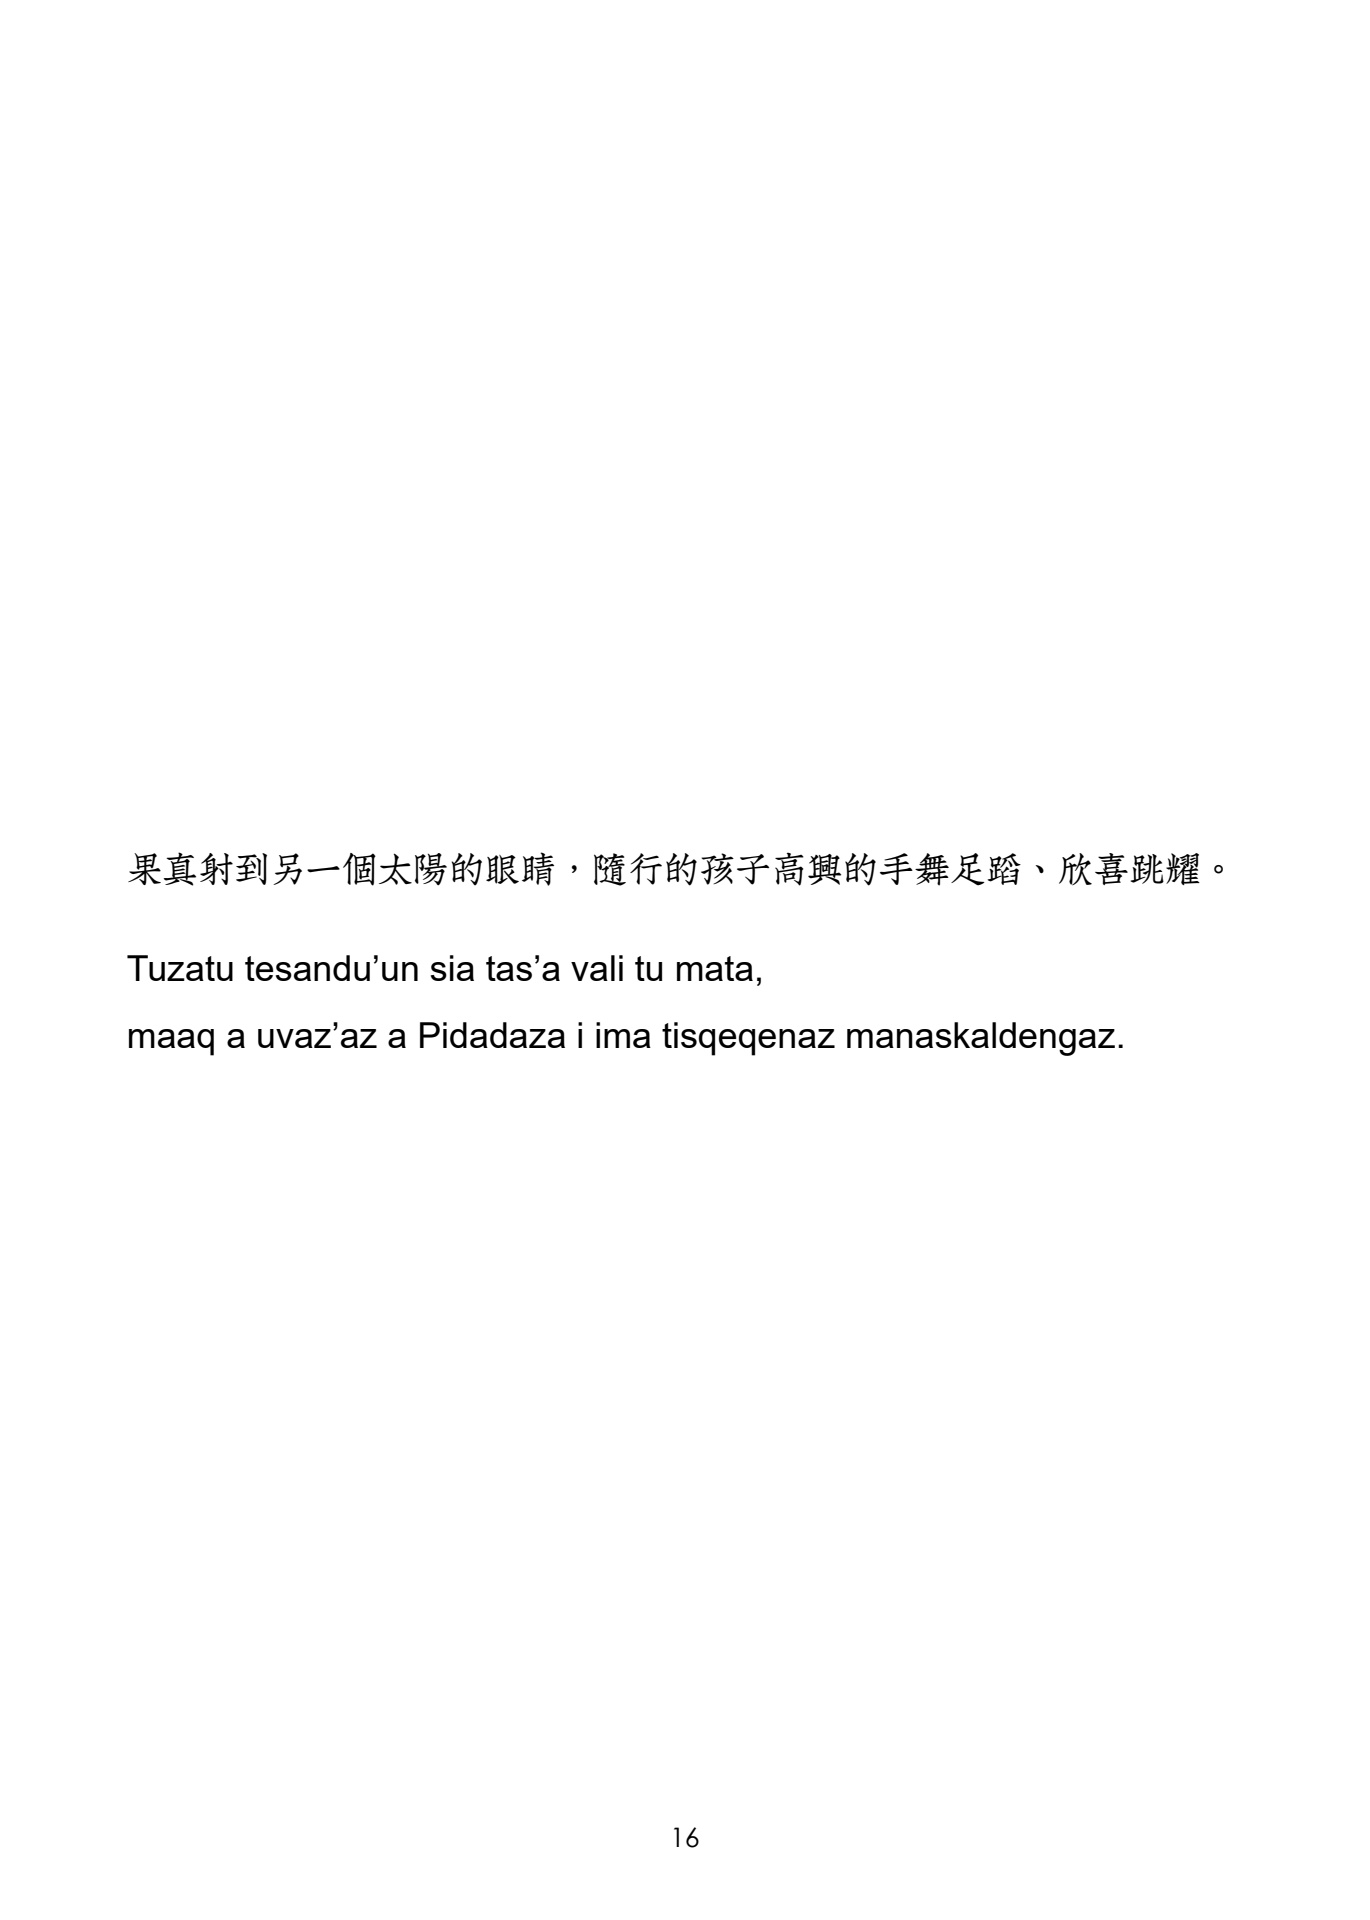 果真射到另一個太陽的眼睛，隨行的孩子高興的手舞足蹈、欣喜跳耀。
Tuzatu tesandu’un sia tas’a vali tu mata,
maaq a uvaz’az a Pidadaza i ima tisqeqenaz manaskaldengaz.
16